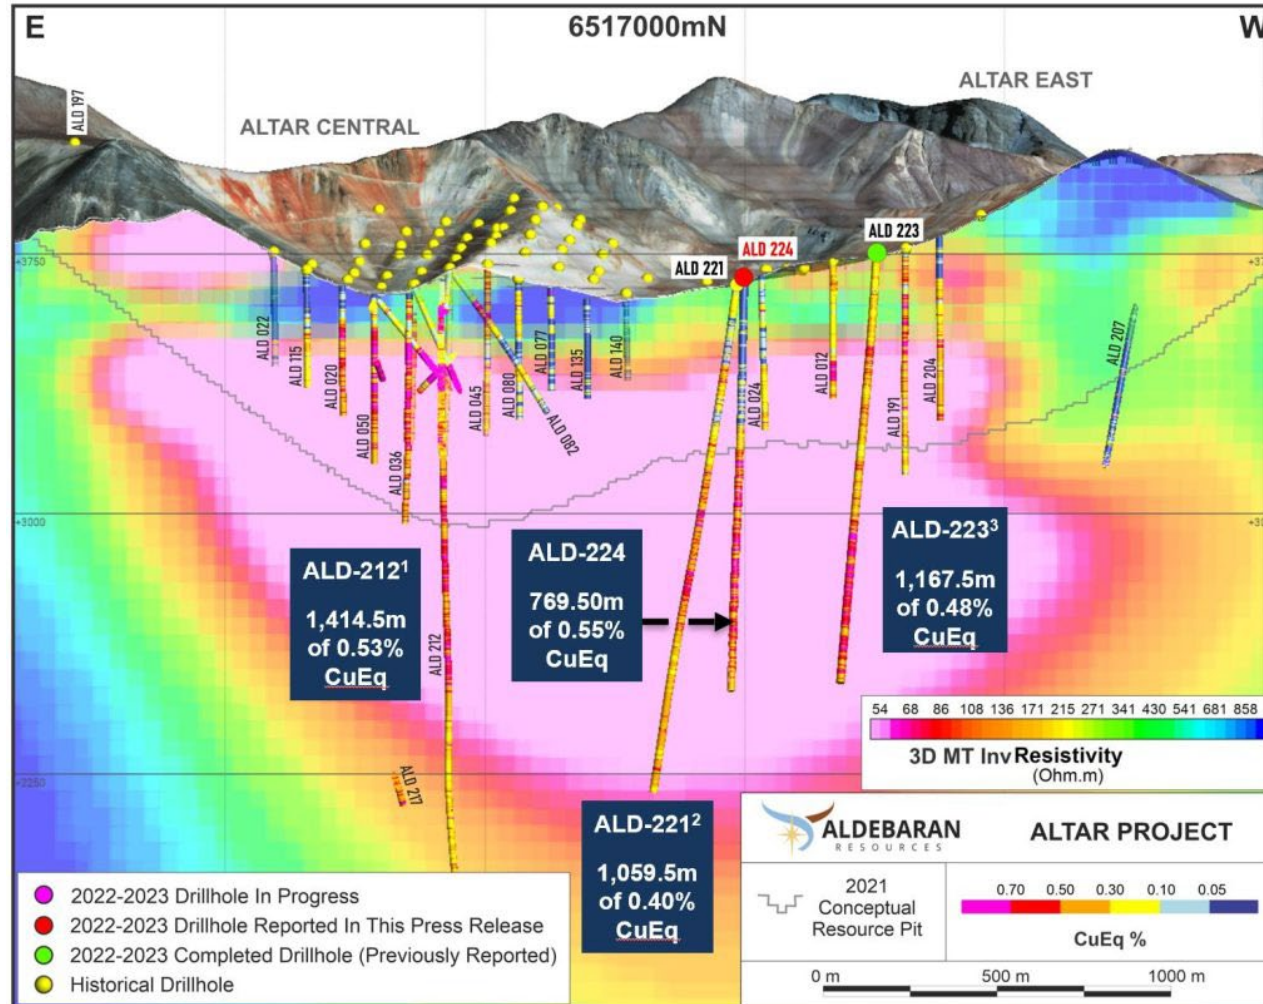 E
6517000mN
W
ALTAR EAST
ALTAR CENTRAL
ALD 197
ALD 223
ALD 224
ALD 221
+3750
ALD 022
ALD 115
ALD 020
ALD 050
ALD 036
ALD 045
ALD 080
ALD 077
ALD 135
ALD 140
ALD 082
ALD 024
ALD 012
ALD 191
ALD 204
ALD 207
+3000
ALD-212¹
1,414.5m
of 0.53%
CuEq
ALD-224
769.50m
of 0.55%
CuEq
ALD-223³
1,167.5m
of 0.48%
CuEq
ALD 212
54 68 86 108 136 171 215 271 341 430 541 681 858
3D MT Inv Resistivity
(Ohm.m)
+2250
ALD 217
ALD-221²
1,059.5m
of 0.40%
CuEq
2022-2023 Drillhole In Progress
2022-2023 Drillhole Reported In This Press Release
2022-2023 Completed Drillhole (Previously Reported)
Historical Drillhole
ALDEBARAN
RESOURCES
ALTAR PROJECT
2021
Conceptual
Resource Pit
0.70 0.50 0.30 0.10 0.05
CuEq %
0 m 500 m 1000 m